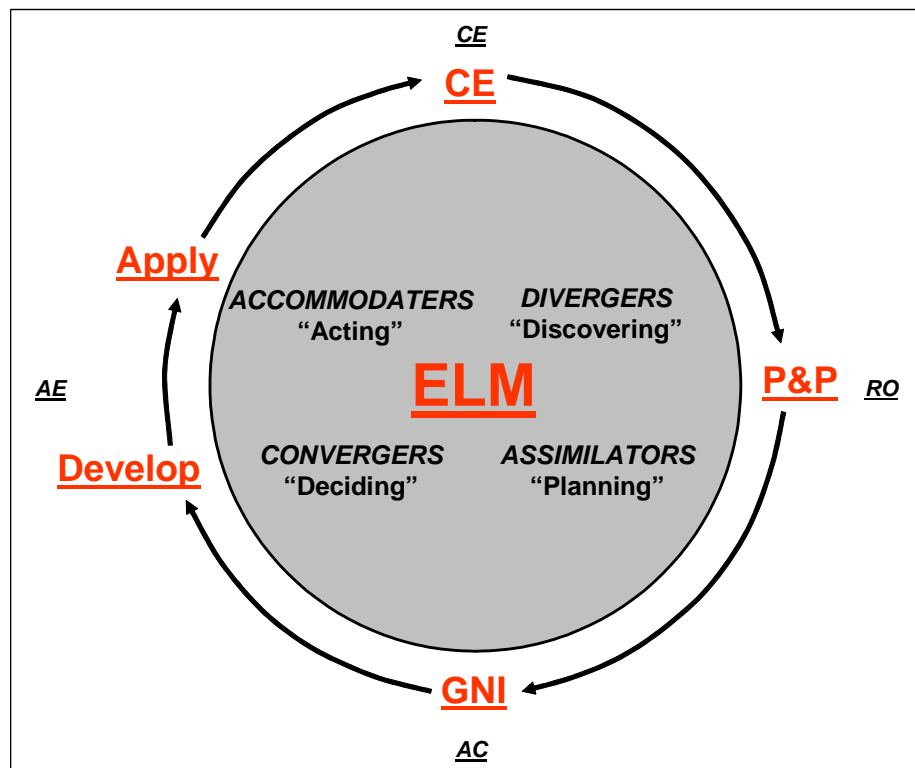 CE
CE
Apply
ACCOMMODATERS
“Acting”
DIVERGERS
“Discovering”
ELM
P&P
RO
AE
Develop
CONVERGERS
“Deciding”
ASSIMILATORS
“Planning”
GNI
AC